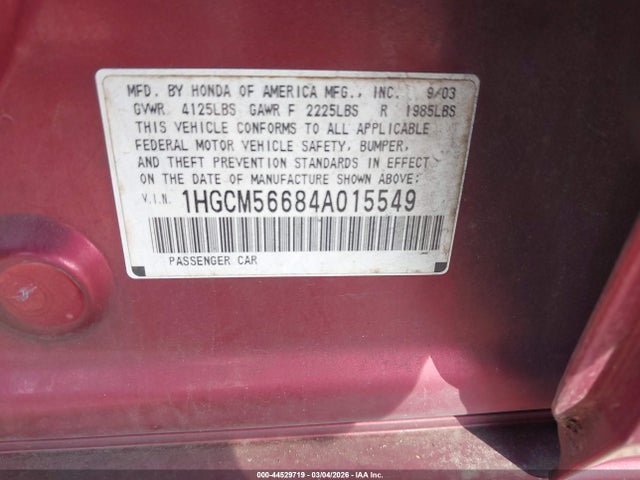 MFD. BY HONDA OF AMERICA MFG., INC. 9/03
GVWR 4125LBS GAWR F 2225LBS R 1985LBS
THIS VEHICLE CONFORMS TO ALL APPLICABLE
FEDERAL MOTOR VEHICLE SAFETY, BUMPER,
AND THEFT PREVENTION STANDARDS IN EFFECT
ON THE DATE OF MANUFACTURE SHOWN ABOVE:
V.I.N. 1HGCM56684A015549
PASSENGER CAR
000-44529719 | 03/04/2026 | IAA Inc.